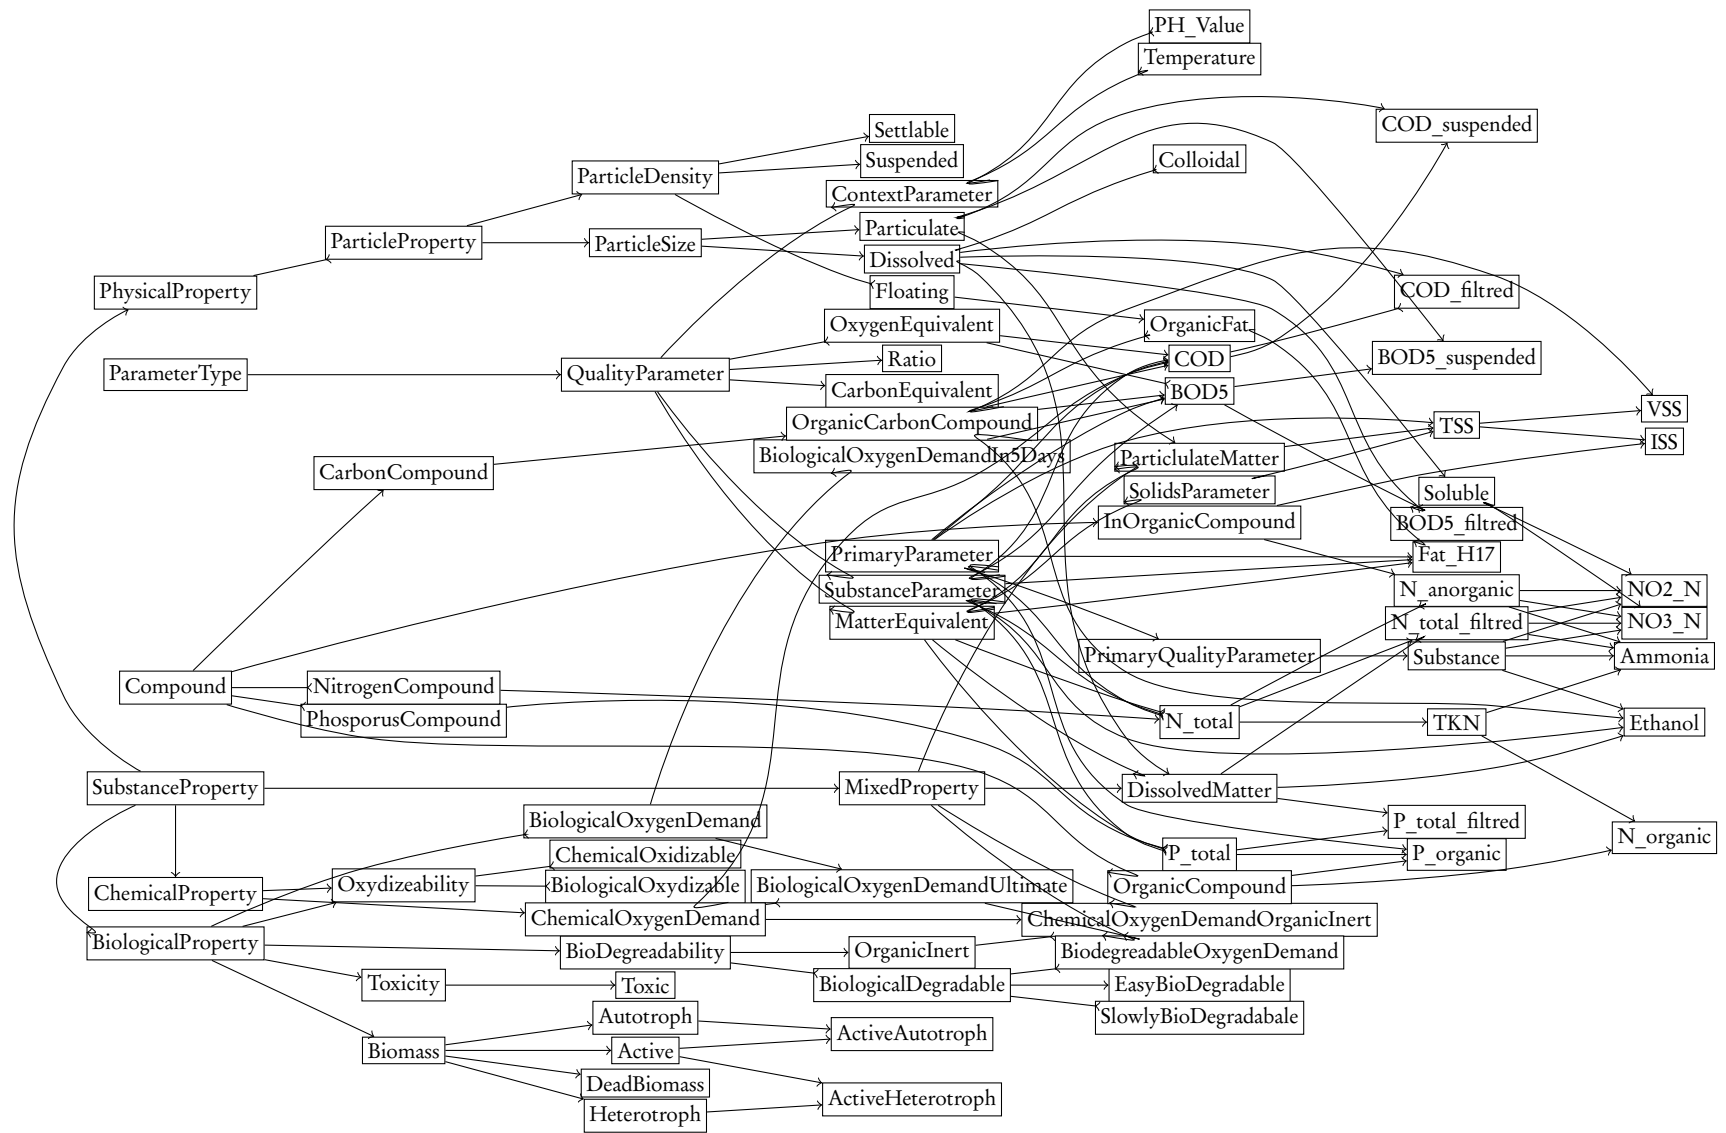 PH_Value
Temperature
COD_suspended
Settlable
Suspended
Colloidal
ParticleDensity
ContextParameter
Particulate
ParticleProperty
ParticleSize
Dissolved
PhysicalProperty
Floating
COD_filtred
OxygenEquivalent
OrganicFat
Ratio
COD
BOD5_suspended
ParameterType
QualityParameter
CarbonEquivalent
BOD5
VSS
OrganicCarbonCompound
TSS
ISS
BiologicalOxygenDemandIn5Days
ParticlulateMatter
CarbonCompound
SolidsParameter
Soluble
InOrganicCompound
BOD5_filtred
PrimaryParameter
Fat_H17
SubstanceParameter
N_anorganic
NO2_N
MatterEquivalent
N_total_filtred
NO3_N
PrimaryQualityParameter
Substance
Ammonia
Compound
NitrogenCompound
PhosporusCompound
N_total
TKN
Ethanol
SubstanceProperty
MixedProperty
DissolvedMatter
BiologicalOxygenDemand
P_total_filtred
N_organic
ChemicalOxidizable
P_total
P_organic
ChemicalProperty
Oxydizeability
BiologicalOxydizable
BiologicalOxygenDemandUltimate
OrganicCompound
ChemicalOxygenDemand
ChemicalOxygenDemandOrganicInert
BiologicalProperty
BioDegradability
OrganicInert
BiodegreadableOxygenDemand
Toxicity
Toxic
BiologicalDegradable
EasyBioDegradable
Autotroph
SlowlyBioDegradabale
ActiveAutotroph
Biomass
Active
DeadBiomass
ActiveHeterotroph
Heterotroph